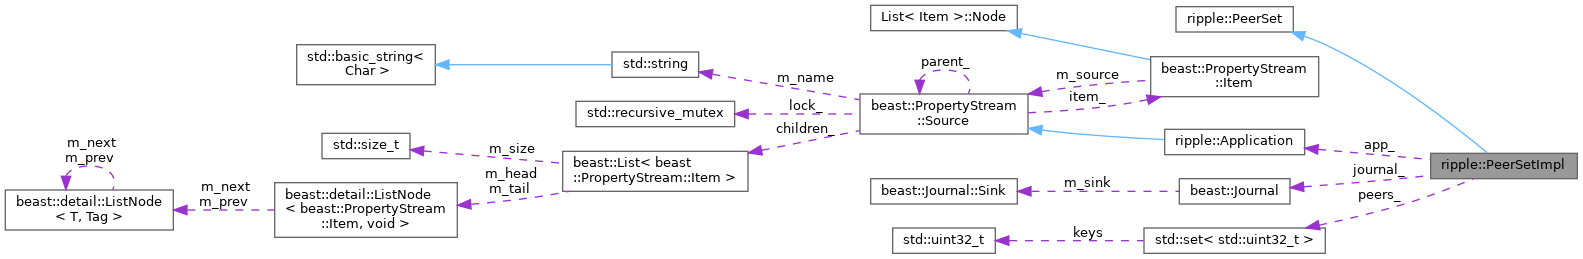 List< Item >::Node
ripple::PeerSet
std::basic_string<
Char >
std::string
parent_
beast::PropertyStream
::Item
m_source
m_name
item_
beast::PropertyStream
::Source
std::recursive_mutex
lock_
children_
std::size_t
m_size
ripple::Application
app_
ripple::PeerSetImpl
m_next
m_prev
beast::List< beast
::PropertyStream::Item >
m_head
m_tail
journal_
beast::detail::ListNode
< T, Tag >
m_next
m_prev
beast::detail::ListNode
< beast::PropertyStream
::Item, void >
beast::Journal::Sink
m_sink
beast::Journal
peers_
std::uint32_t
keys
std::set< std::uint32_t >